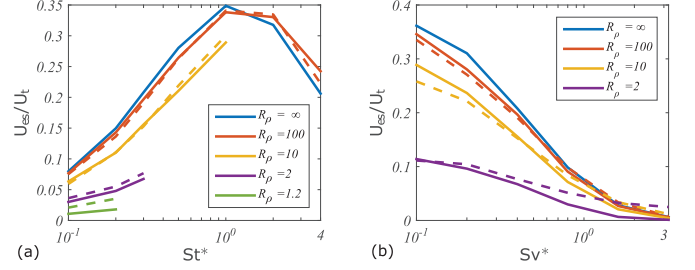 0.35
0.3
0.25
0.2
0.15
0.1
0.05
0
U_es/U_t
10^-1
10^0
4
St*
(a)
R_ρ = ∞
R_ρ =100
R_ρ =10
R_ρ =2
R_ρ =1.2
0.4
0.3
0.2
0.1
0
U_es/U_t
10^-1
10^0
3
Sv*
(b)
R_ρ = ∞
R_ρ =100
R_ρ =10
R_ρ =2